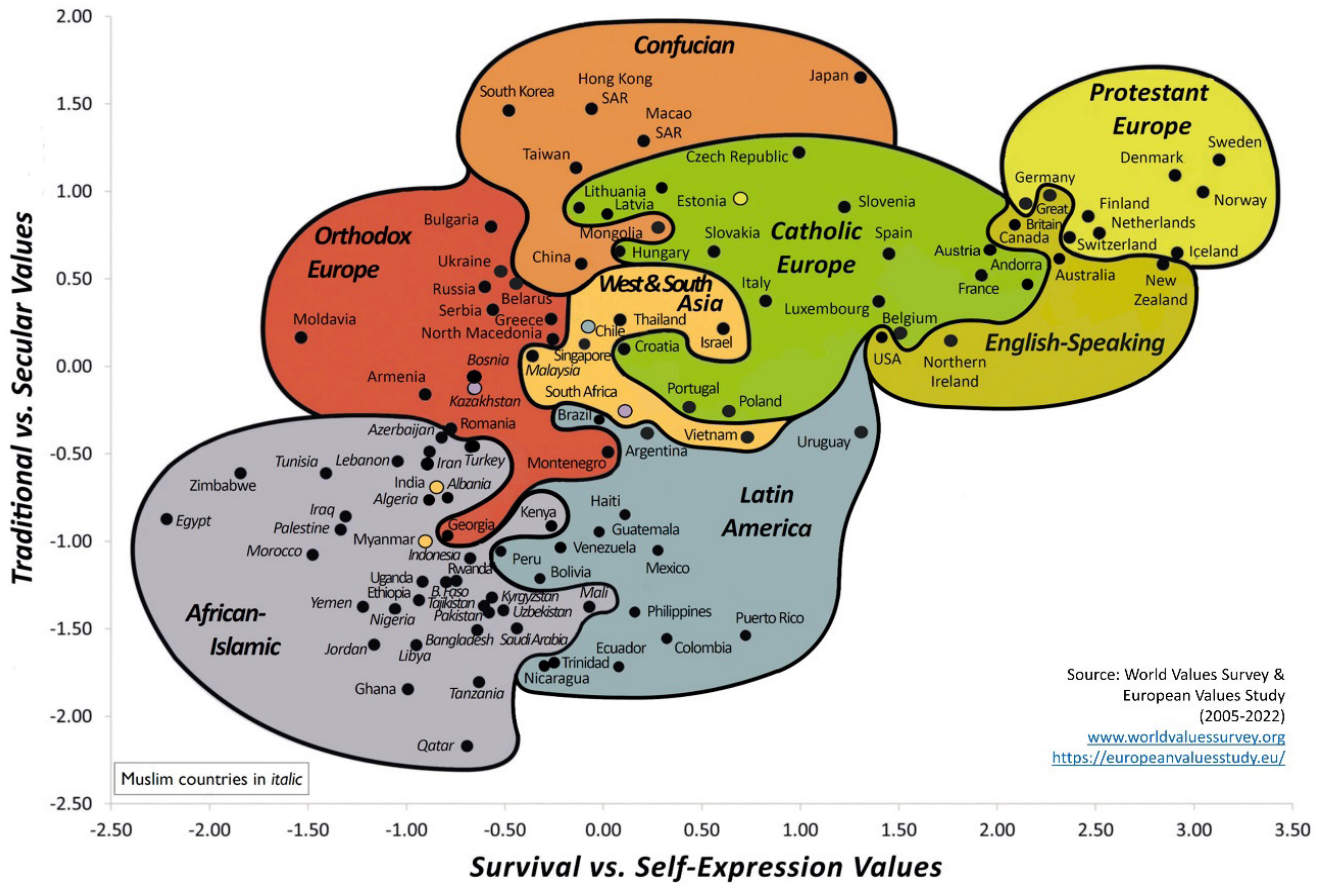 2.00
1.50
1.00
0.50
0.00
-0.50
-1.00
-1.50
-2.00
-2.50
Traditional vs. Secular Values
Confucian
Japan
Hong Kong
SAR
South Korea
Macao
SAR
Taiwan
China
Mongolia
Protestant
Europe
Sweden
Denmark
Norway
Germany
Finland
Netherlands
Switzerland
Iceland
Great
Britain
Canada
Australia
New
Zealand
USA
Northern
Ireland
English-Speaking
Catholic
Europe
Czech Republic
Lithuania
Latvia
Estonia
Slovenia
Slovakia
Spain
Hungary
Austria
Andorra
France
Italy
Luxembourg
Belgium
Croatia
Portugal
Poland
Orthodox
Europe
Bulgaria
Ukraine
Russia
Belarus
Serbia
Greece
North Macedonia
Moldavia
Bosnia
Kazakhstan
Armenia
Romania
Montenegro
Georgia
West & South
Asia
Thailand
Chile
Israel
Singapore
Malaysia
South Africa
Vietnam
Latin
America
Brazil
Argentina
Uruguay
Haiti
Guatemala
Venezuela
Peru
Mexico
Bolivia
Philippines
Puerto Rico
Colombia
Ecuador
Trinidad
Nicaragua
African-
Islamic
Azerbaijan
Tunisia
Lebanon
Iran
Turkey
Zimbabwe
India
Albania
Algeria
Egypt
Iraq
Palestine
Kenya
Morocco
Myanmar
Indonesia
Rwanda
Uganda
B. Faso
Ethiopia
Tajikistan
Kyrgyzstan
Mali
Yemen
Nigeria
Pakistan
Uzbekistan
Bangladesh
Saudi Arabia
Jordan
Libya
Ghana
Tanzania
Qatar
Source: World Values Survey &
European Values Study
(2005-2022)
www.worldvaluessurvey.org
https://europeanvaluesstudy.eu/
Muslim countries in italic
-2.50 -2.00 -1.50 -1.00 -0.50 0.00 0.50 1.00 1.50 2.00 2.50 3.00 3.50
Survival vs. Self-Expression Values